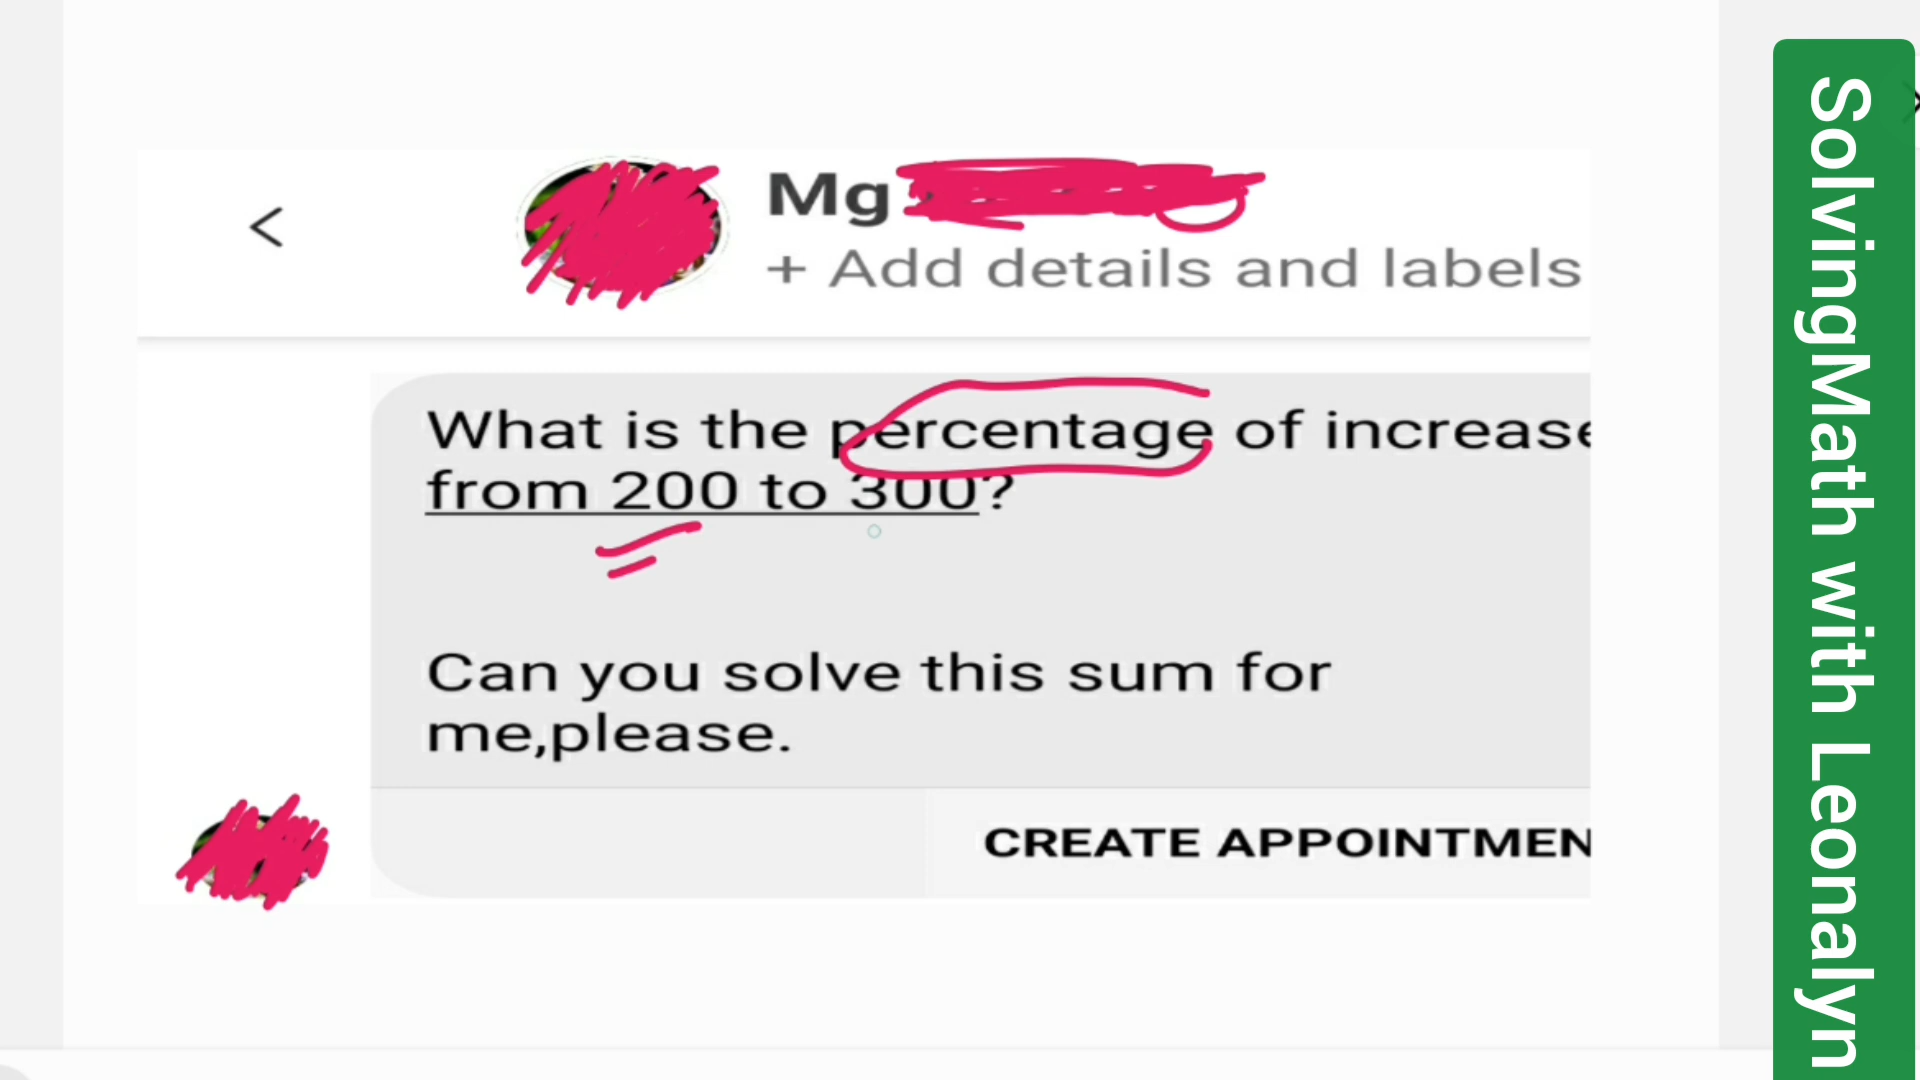 Mg
+ Add details and labels
What is the percentage of increase
from 200 to 300?
Can you solve this sum for
me,please.
CREATE APPOINTMEN
SolvingMath with Leonalyn